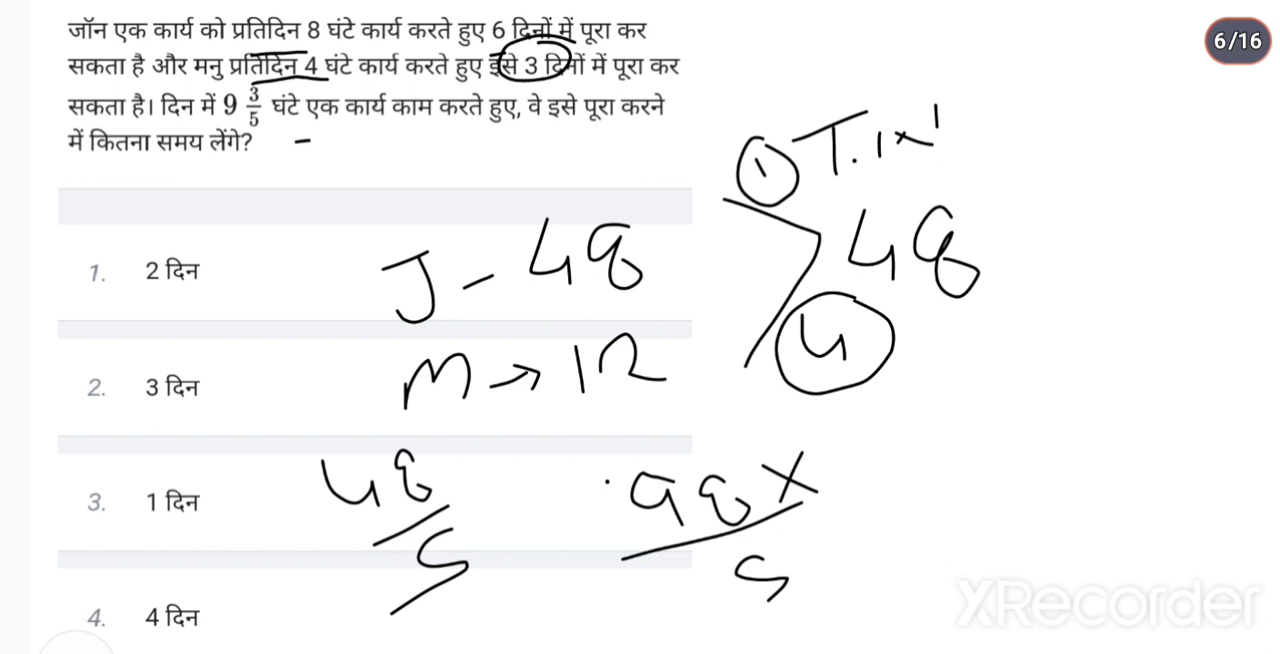 जॉन एक कार्य को प्रतिदिन 8 घंटे कार्य करते हुए 6 दिनों में पूरा कर
6/16
सकता है और मनु प्रतिदिन 4 घंटे कार्य करते हुए इसे 3 दिनों में पूरा कर
सकता है। दिन में 9 3/5 घंटे एक कार्य काम करते हुए, वे इसे पूरा करने
में कितना समय लेंगे?
1 T. W
1. 2 दिन
J - 48
48
4
2. 3 दिन
M → 12
3. 1 दिन
48/5
98X/5
4. 4 दिन
XRecorder